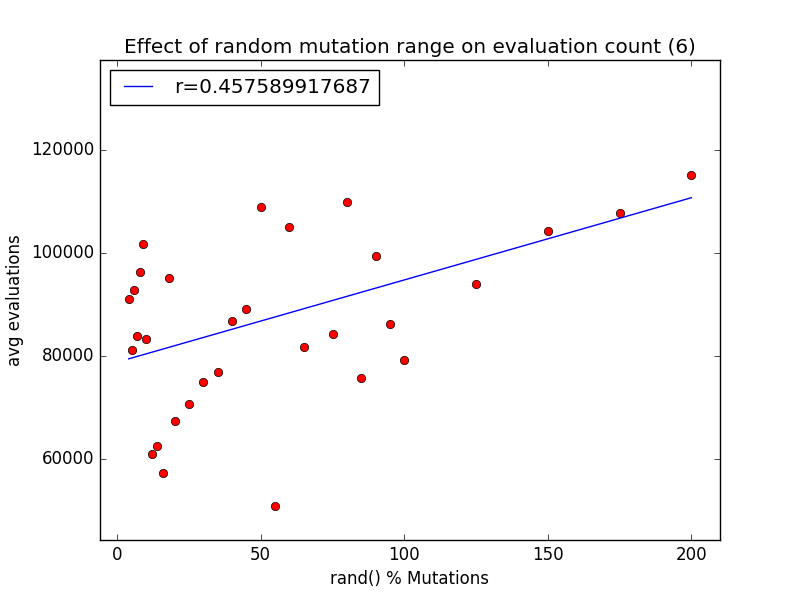 Effect of random mutation range on evaluation count (6)
r=0.457589917687
120000
100000
80000
60000
avg evaluations
0 50 100 150 200
rand() % Mutations